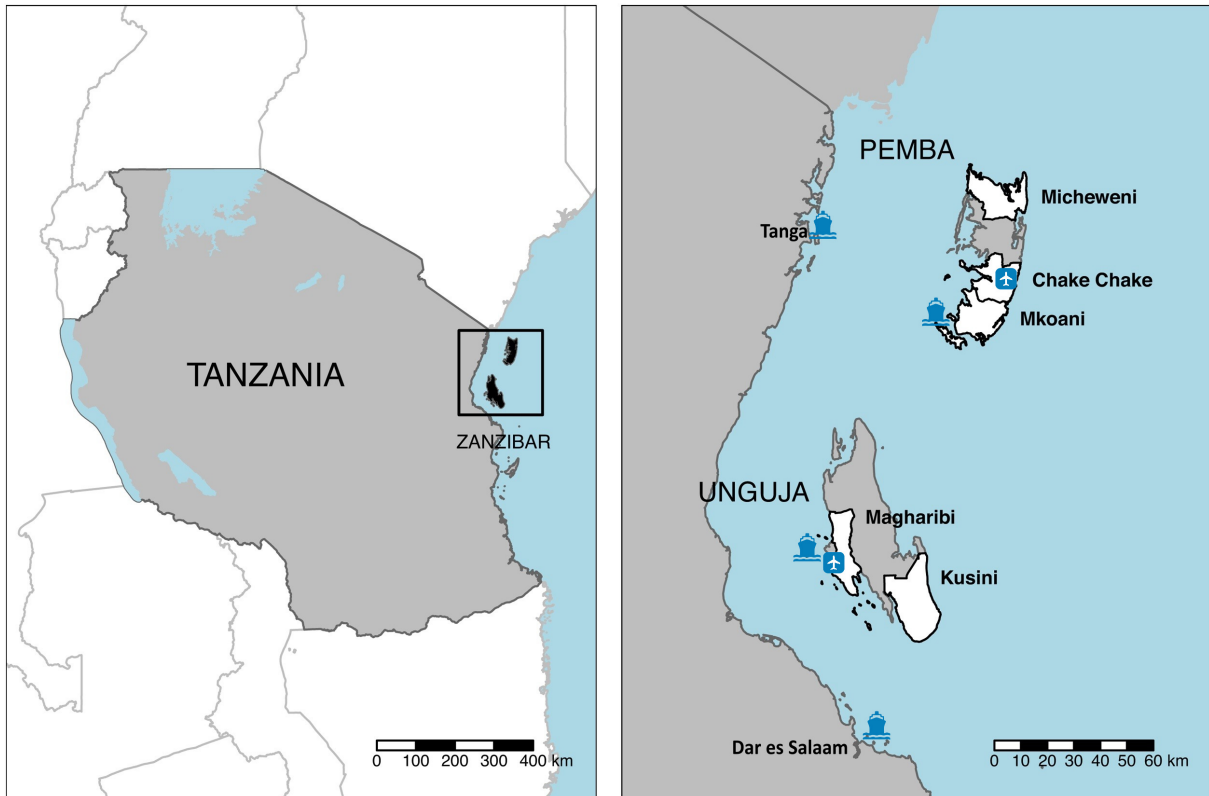 TANZANIA
ZANZIBAR
0 100 200 300 400 km
PEMBA
Micheweni
Tanga
Chake Chake
Mkoani
UNGUJA
Magharibi
Kusini
Dar es Salaam
0 10 20 30 40 50 60 km